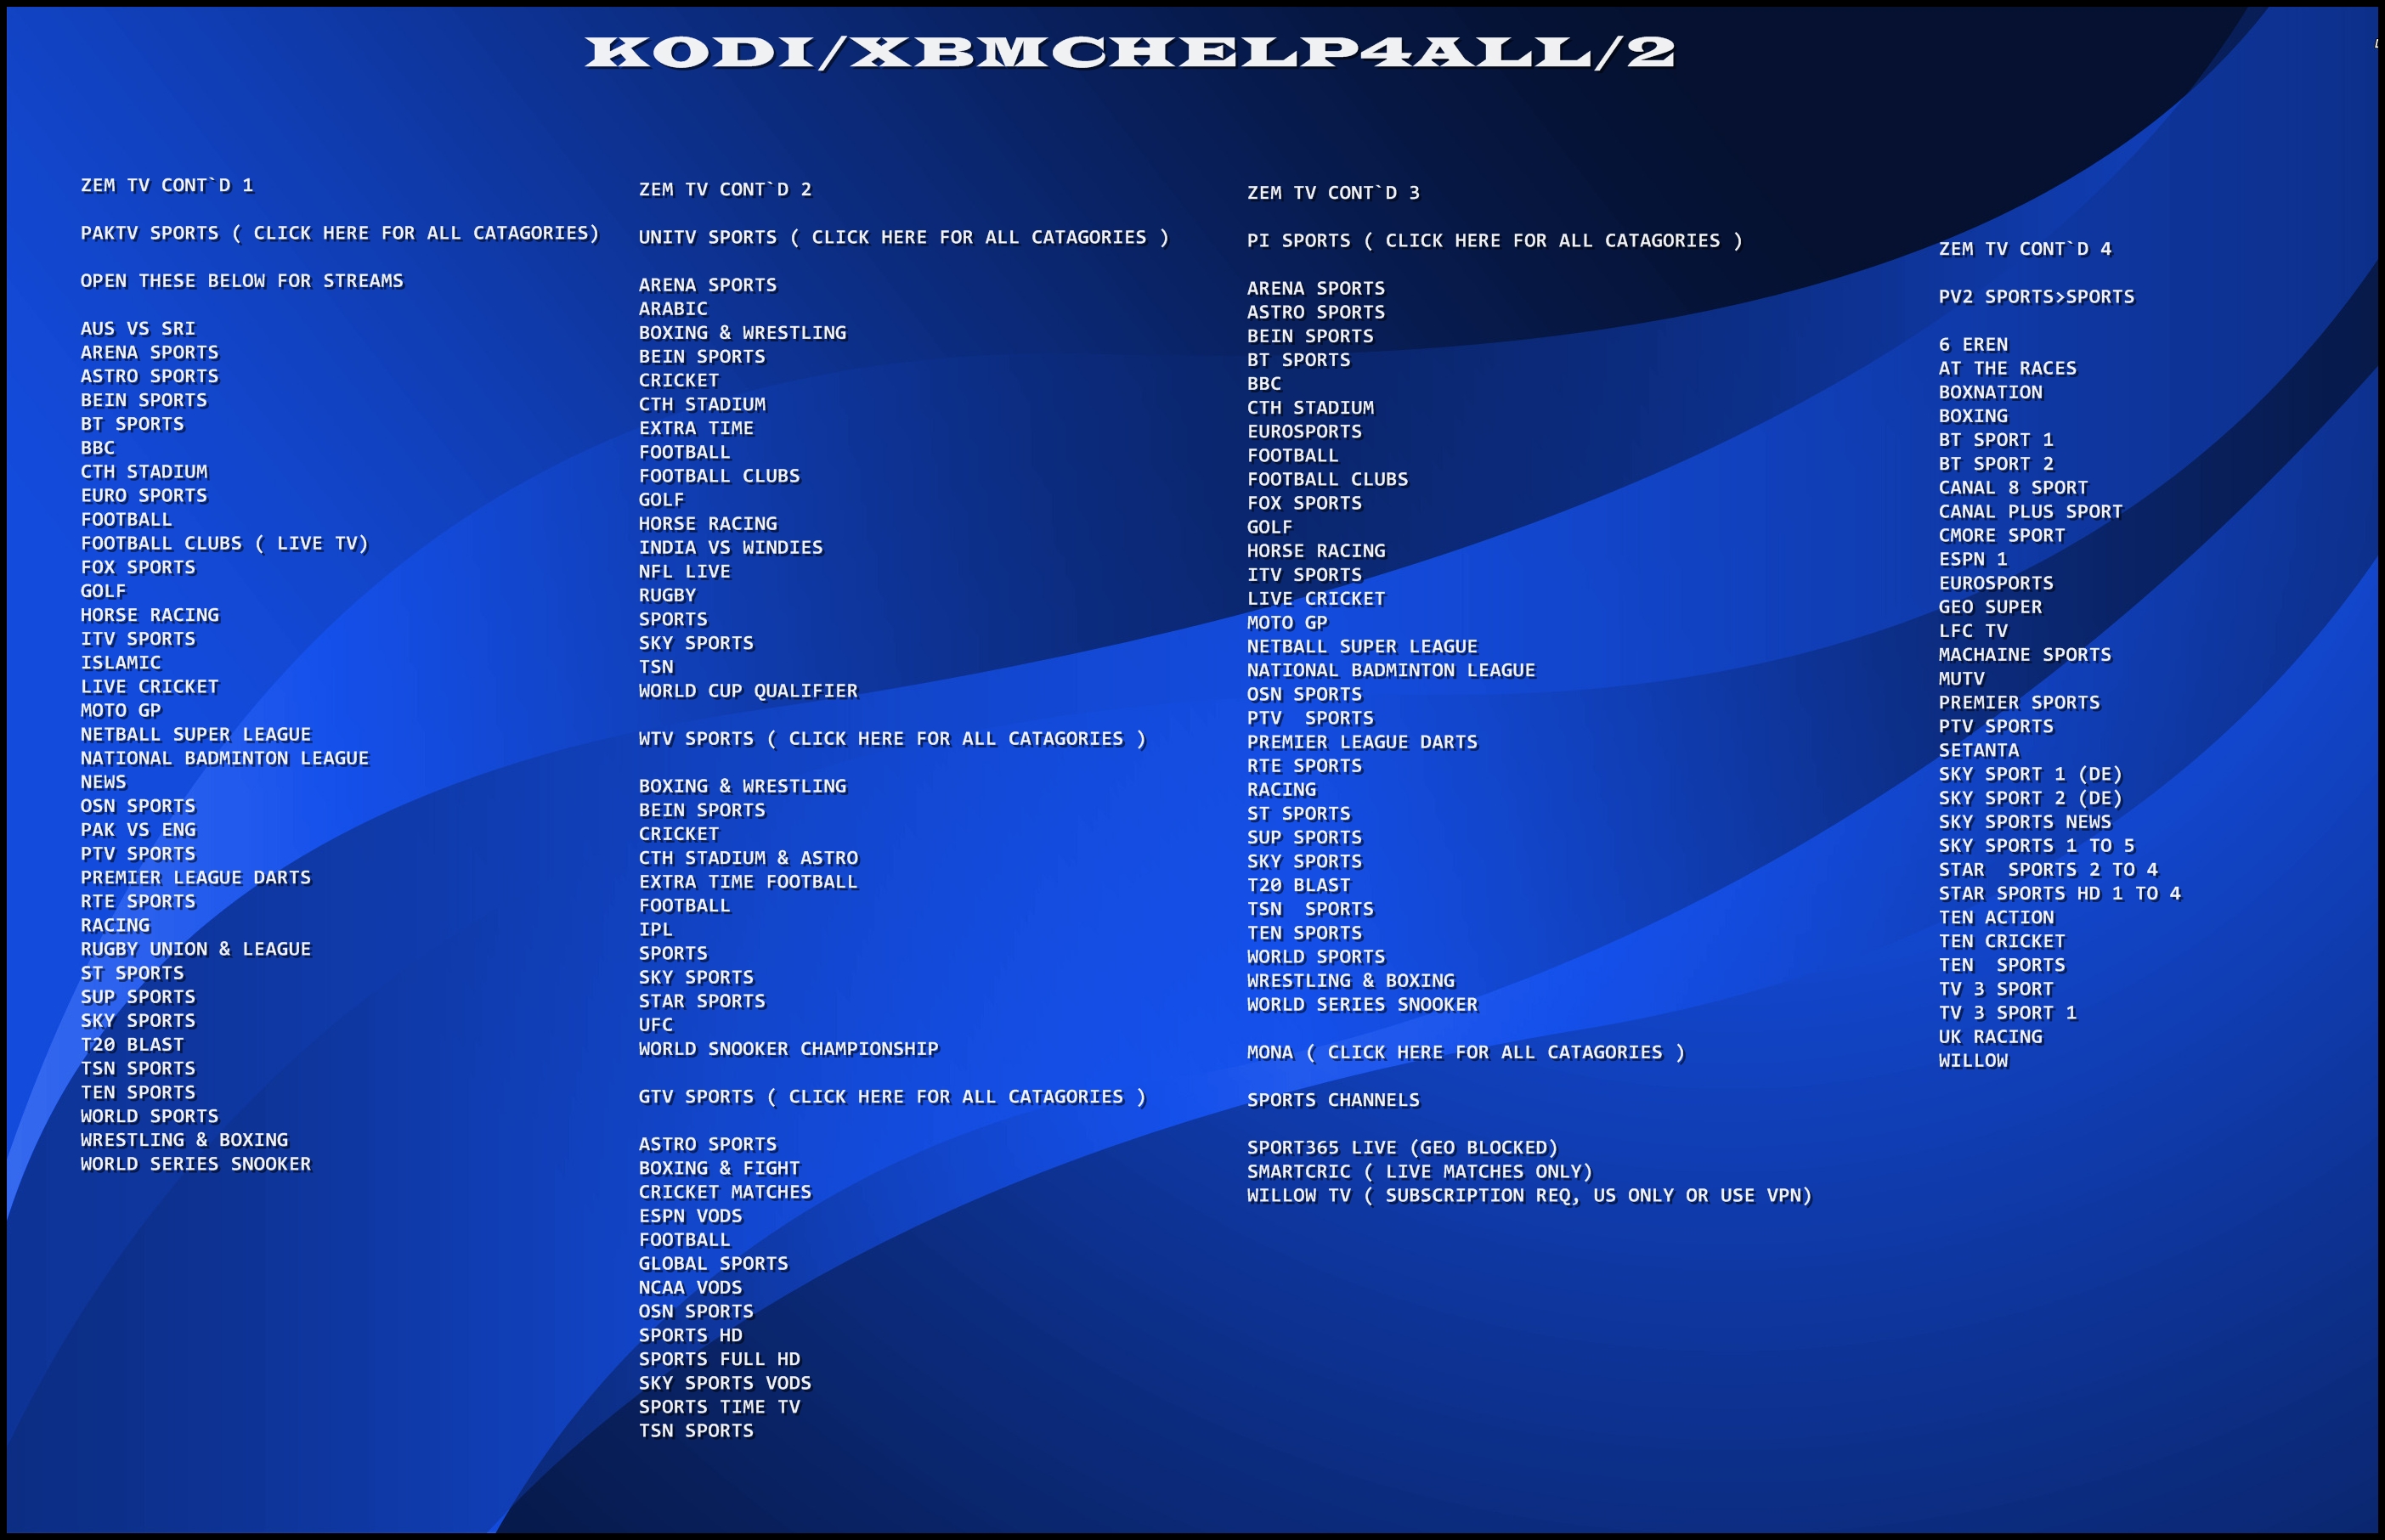 KODI/XBMCHELP4ALL/2
ZEM TV CONT`D 1
PAKTV SPORTS ( CLICK HERE FOR ALL CATAGORIES)
OPEN THESE BELOW FOR STREAMS
AUS VS SRI
ARENA SPORTS
ASTRO SPORTS
BEIN SPORTS
BT SPORTS
BBC
CTH STADIUM
EURO SPORTS
FOOTBALL
FOOTBALL CLUBS ( LIVE TV)
FOX SPORTS
GOLF
HORSE RACING
ITV SPORTS
ISLAMIC
LIVE CRICKET
MOTO GP
NETBALL SUPER LEAGUE
NATIONAL BADMINTON LEAGUE
NEWS
OSN SPORTS
PAK VS ENG
PTV SPORTS
PREMIER LEAGUE DARTS
RTE SPORTS
RACING
RUGBY UNION & LEAGUE
ST SPORTS
SUP SPORTS
SKY SPORTS
T20 BLAST
TSN SPORTS
TEN SPORTS
WORLD SPORTS
WRESTLING & BOXING
WORLD SERIES SNOOKER
ZEM TV CONT`D 2
UNITV SPORTS ( CLICK HERE FOR ALL CATAGORIES )
ARENA SPORTS
ARABIC
BOXING & WRESTLING
BEIN SPORTS
CRICKET
CTH STADIUM
EXTRA TIME
FOOTBALL
FOOTBALL CLUBS
GOLF
HORSE RACING
INDIA VS WINDIES
NFL LIVE
RUGBY
SPORTS
SKY SPORTS
TSN
WORLD CUP QUALIFIER
WTV SPORTS ( CLICK HERE FOR ALL CATAGORIES )
BOXING & WRESTLING
BEIN SPORTS
CRICKET
CTH STADIUM & ASTRO
EXTRA TIME FOOTBALL
FOOTBALL
IPL
SPORTS
SKY SPORTS
STAR SPORTS
UFC
WORLD SNOOKER CHAMPIONSHIP
GTV SPORTS ( CLICK HERE FOR ALL CATAGORIES )
ASTRO SPORTS
BOXING & FIGHT
CRICKET MATCHES
ESPN VODS
FOOTBALL
GLOBAL SPORTS
NCAA VODS
OSN SPORTS
SPORTS HD
SPORTS FULL HD
SKY SPORTS VODS
SPORTS TIME TV
TSN SPORTS
ZEM TV CONT`D 3
PI SPORTS ( CLICK HERE FOR ALL CATAGORIES )
ARENA SPORTS
ASTRO SPORTS
BEIN SPORTS
BT SPORTS
BBC
CTH STADIUM
EUROSPORTS
FOOTBALL
FOOTBALL CLUBS
FOX SPORTS
GOLF
HORSE RACING
ITV SPORTS
LIVE CRICKET
MOTO GP
NETBALL SUPER LEAGUE
NATIONAL BADMINTON LEAGUE
OSN SPORTS
PTV  SPORTS
PREMIER LEAGUE DARTS
RTE SPORTS
RACING
ST SPORTS
SUP SPORTS
SKY SPORTS
T20 BLAST
TSN  SPORTS
TEN SPORTS
WORLD SPORTS
WRESTLING & BOXING
WORLD SERIES SNOOKER
MONA ( CLICK HERE FOR ALL CATAGORIES )
SPORTS CHANNELS
SPORT365 LIVE (GEO BLOCKED)
SMARTCRIC ( LIVE MATCHES ONLY)
WILLOW TV ( SUBSCRIPTION REQ, US ONLY OR USE VPN)
ZEM TV CONT`D 4
PV2 SPORTS>SPORTS
6 EREN
AT THE RACES
BOXNATION
BOXING
BT SPORT 1
BT SPORT 2
CANAL 8 SPORT
CANAL PLUS SPORT
CMORE SPORT
ESPN 1
EUROSPORTS
GEO SUPER
LFC TV
MACHAINE SPORTS
MUTV
PREMIER SPORTS
PTV SPORTS
SETANTA
SKY SPORT 1 (DE)
SKY SPORT 2 (DE)
SKY SPORTS NEWS
SKY SPORTS 1 TO 5
STAR  SPORTS 2 TO 4
STAR SPORTS HD 1 TO 4
TEN ACTION
TEN CRICKET
TEN  SPORTS
TV 3 SPORT
TV 3 SPORT 1
UK RACING
WILLOW